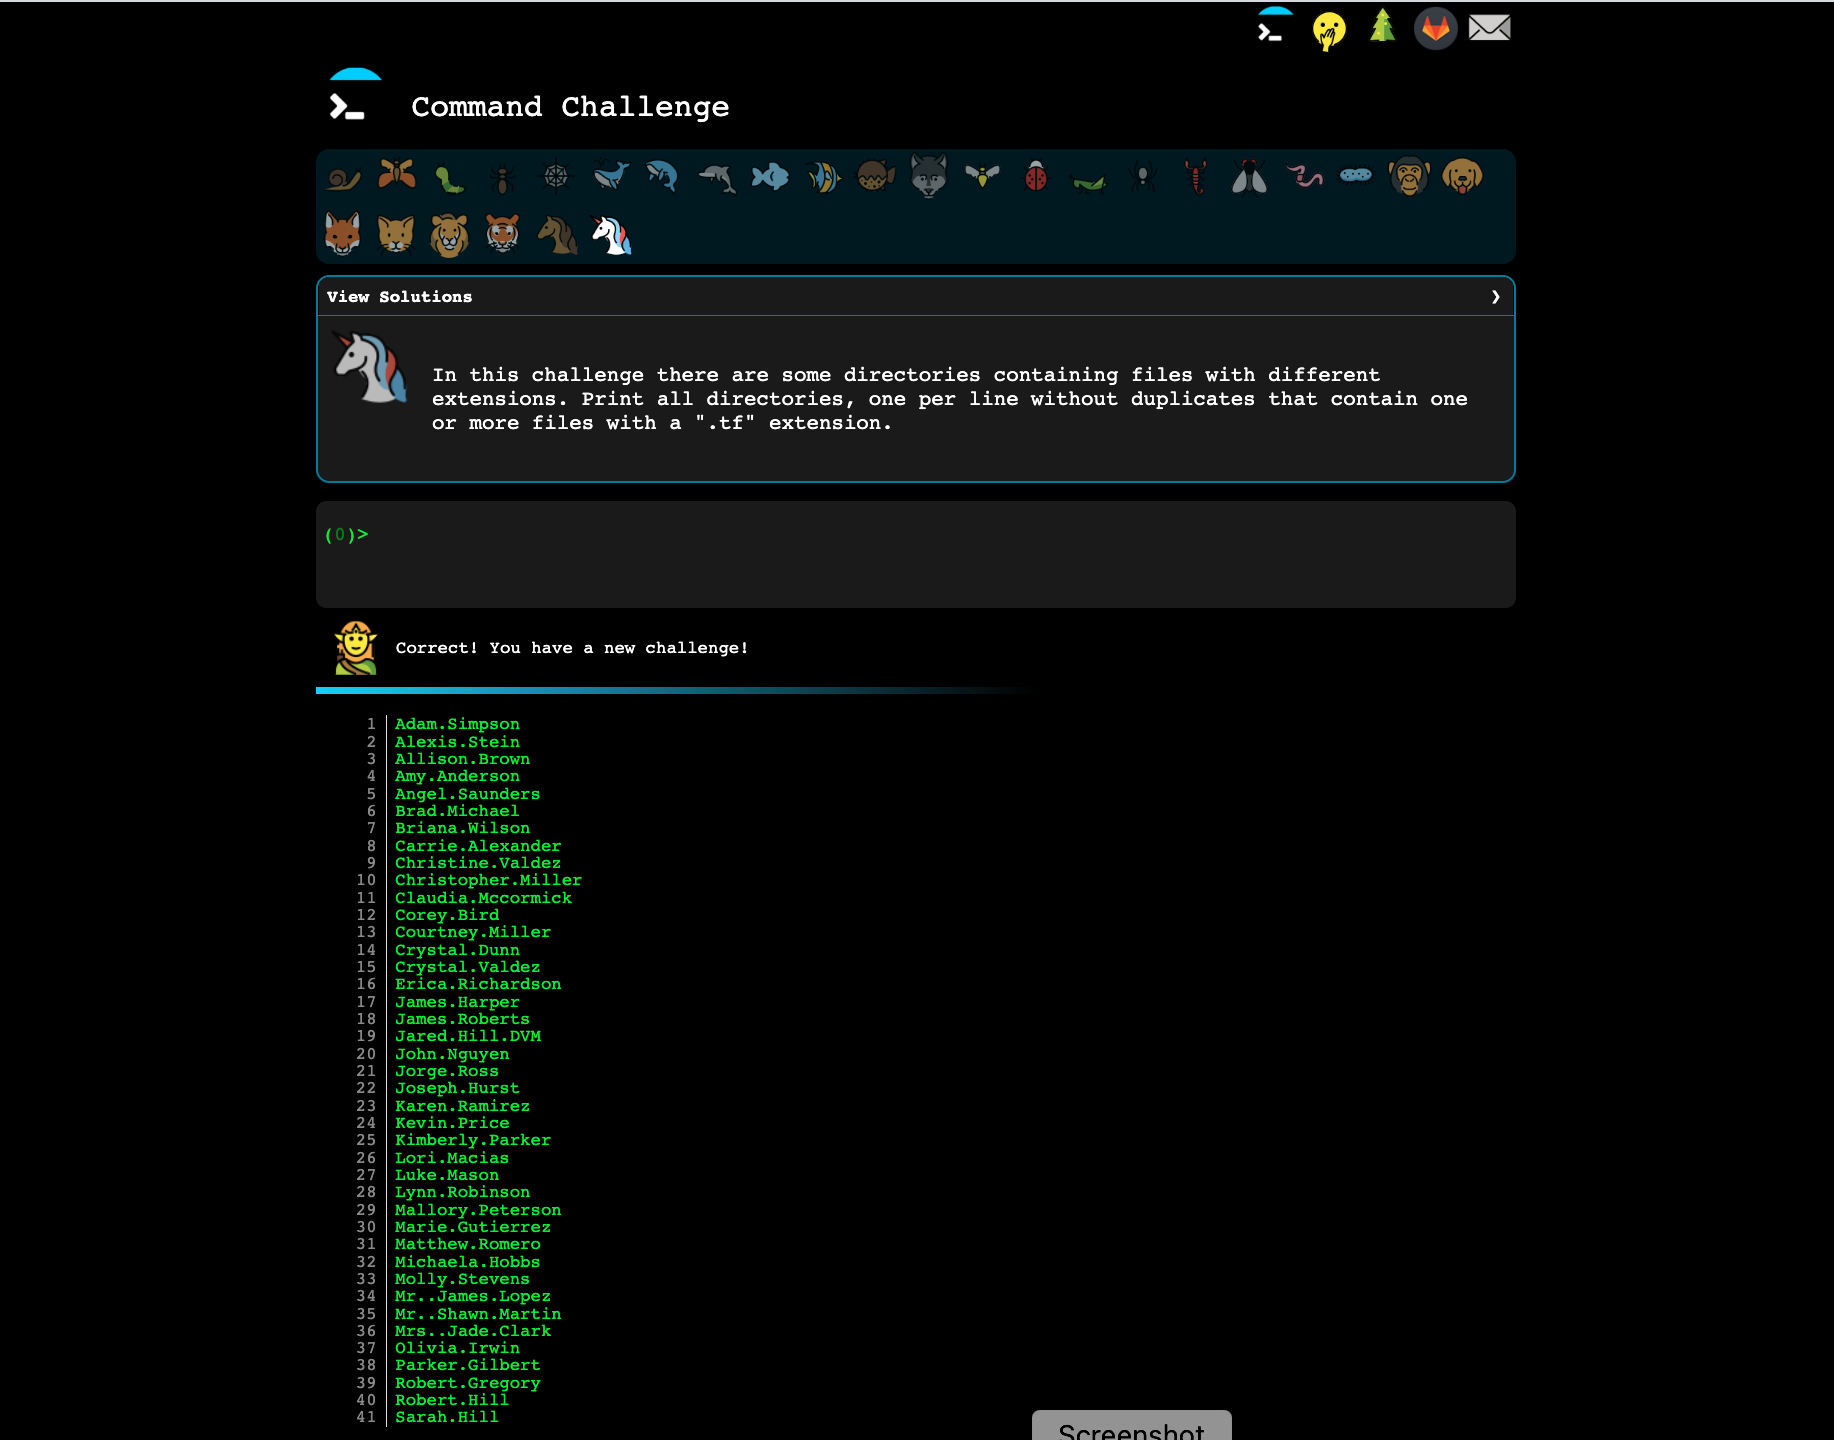 Command Challenge
View Solutions
In this challenge there are some directories containing files with different
extensions. Print all directories, one per line without duplicates that contain one
or more files with a ".tf" extension.
(0)>
Correct! You have a new challenge!
1 Adam.Simpson
2 Alexis.Stein
3 Allison.Brown
4 Amy.Anderson
5 Angel.Saunders
6 Brad.Michael
7 Briana.Wilson
8 Carrie.Alexander
9 Christine.Valdez
10 Christopher.Miller
11 Claudia.Mccormick
12 Corey.Bird
13 Courtney.Miller
14 Crystal.Dunn
15 Crystal.Valdez
16 Erica.Richardson
17 James.Harper
18 James.Roberts
19 Jared.Hill.DVM
20 John.Nguyen
21 Jorge.Ross
22 Joseph.Hurst
23 Karen.Ramirez
24 Kevin.Price
25 Kimberly.Parker
26 Lori.Macias
27 Luke.Mason
28 Lynn.Robinson
29 Mallory.Peterson
30 Marie.Gutierrez
31 Matthew.Romero
32 Michaela.Hobbs
33 Molly.Stevens
34 Mr..James.Lopez
35 Mr..Shawn.Martin
36 Mrs..Jade.Clark
37 Olivia.Irwin
38 Parker.Gilbert
39 Robert.Gregory
40 Robert.Hill
41 Sarah.Hill
Screenshot